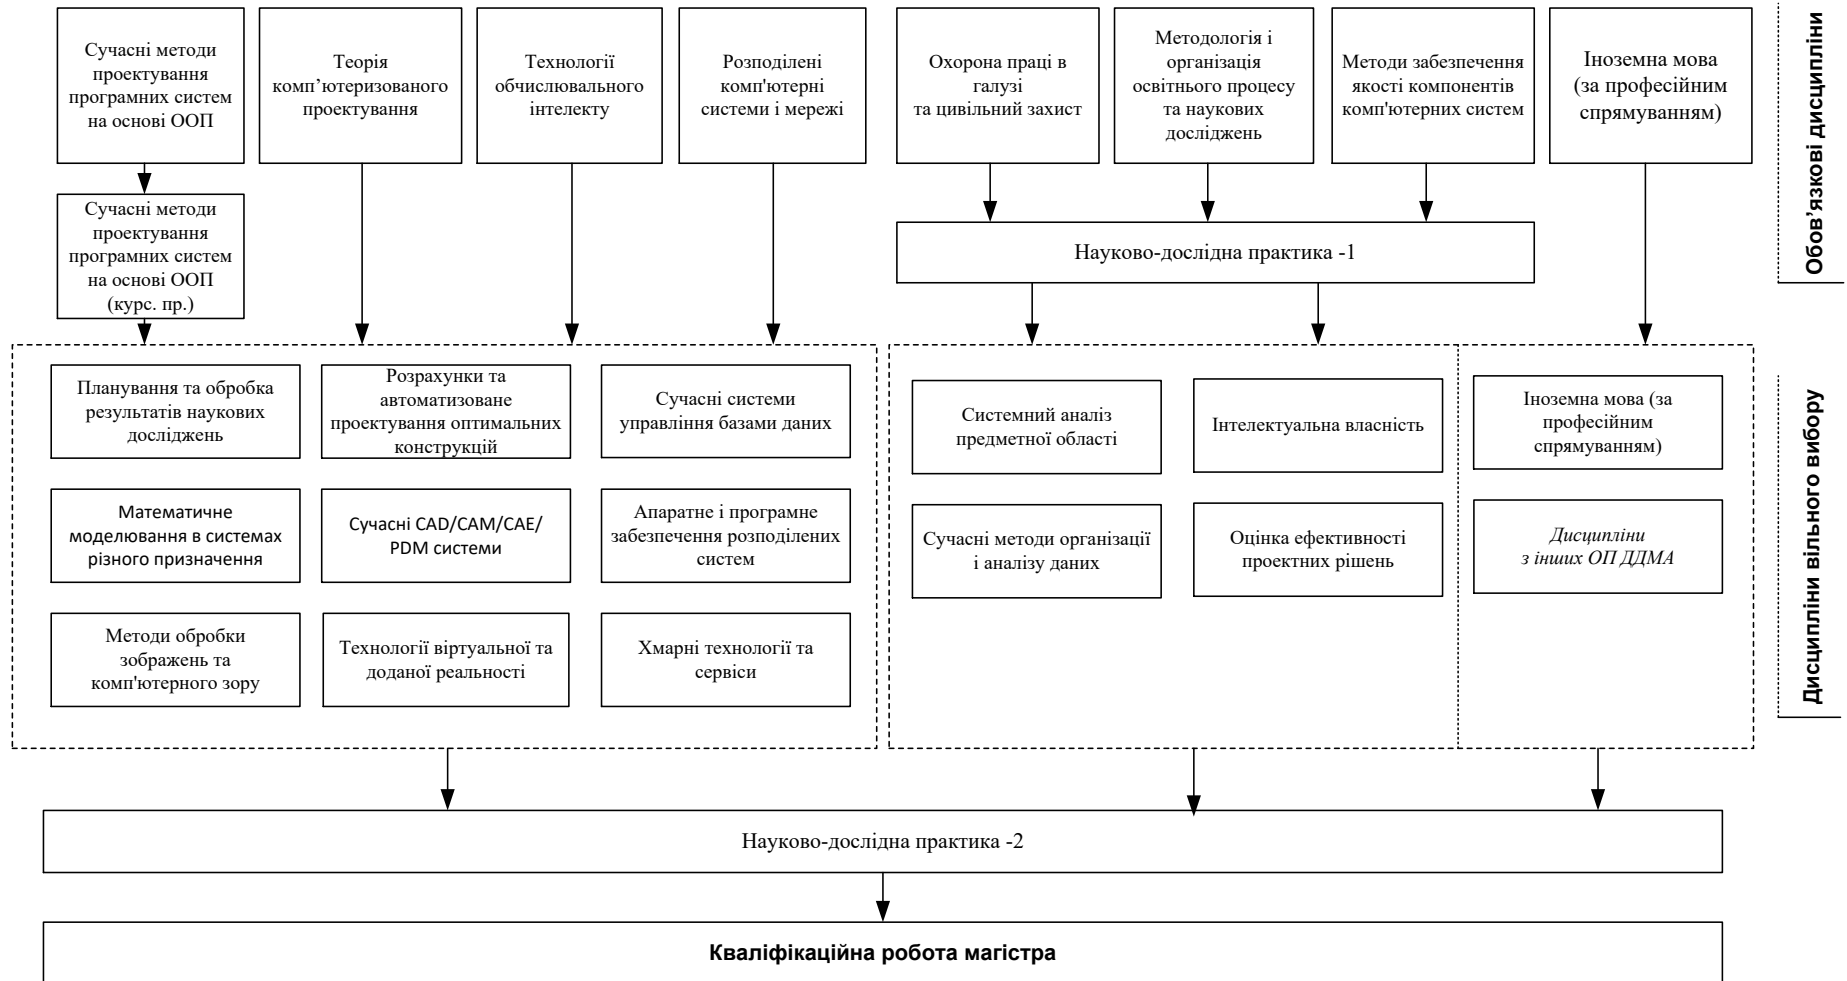 Сучасні методи
проектування
програмних систем
на основі ООП
Теорія
комп’ютеризованого
проектування
Технології
обчислювального
інтелекту
Розподілені
комп'ютерні
системи і мережі
Охорона праці в
галузі
та цивільний захист
Методологія і
організація
освітнього процесу
та наукових
досліджень
Методи забезпечення
якості компонентів
комп'ютерних систем
Іноземна мова
(за професійним
спрямуванням)
Обов’язкові дисципліни
Сучасні методи
проектування
програмних систем
на основі ООП
(курс. пр.)
Науково-дослідна практика -1
Планування та обробка
результатів наукових
досліджень
Розрахунки та
автоматизоване
проектування оптимальних
конструкцій
Сучасні системи
управління базами даних
Системний аналіз
предметної області
Інтелектуальна власність
Іноземна мова (за
професійним
спрямуванням)
Дисципліни вільного вибору
Математичне
моделювання в системах
різного призначення
Сучасні CAD/CAM/CAE/
PDM системи
Апаратне і програмне
забезпечення розподілених
систем
Сучасні методи організації
і аналізу даних
Оцінка ефективності
проектних рішень
Дисципліни
з інших ОП ДДМА
Методи обробки
зображень та
комп'ютерного зору
Технології віртуальної та
доданої реальності
Хмарні технології та
сервіси
Науково-дослідна практика -2
Кваліфікаційна робота магістра